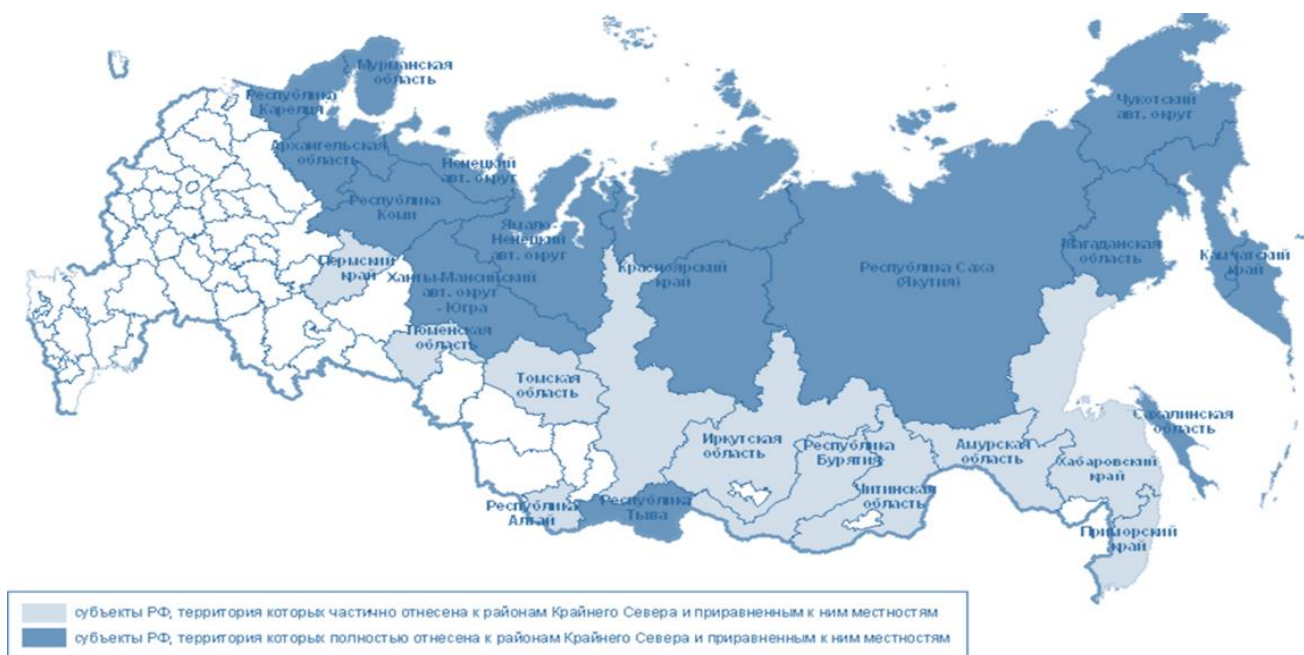 Мурманская
область
Республика
Карелия
Чукотский
авт. округ
Архангельская
область
Ненецкий
авт. округ
Республика
Коми
Ямало-
Ненецкий
авт. округ
Магаданская
область
Камчатский
край
Пермский
край
Красноярский
край
Республика Саха
(Якутия)
Ханты-Мансийский
авт. округ
- Югра
Тюменская
область
Томская
область
Сахалинская
область
Иркутская
область
Республика
Бурятия
Амурская
область
Хабаровский
край
Читинская
область
Республика
Алтай
Республика
Тыва
Приморский
край
субъекты РФ, территория которых частично отнесена к районам Крайнего Севера и приравненным к ним местностям
субъекты РФ, территория которых полностью отнесена к районам Крайнего Севера и приравненным к ним местностям